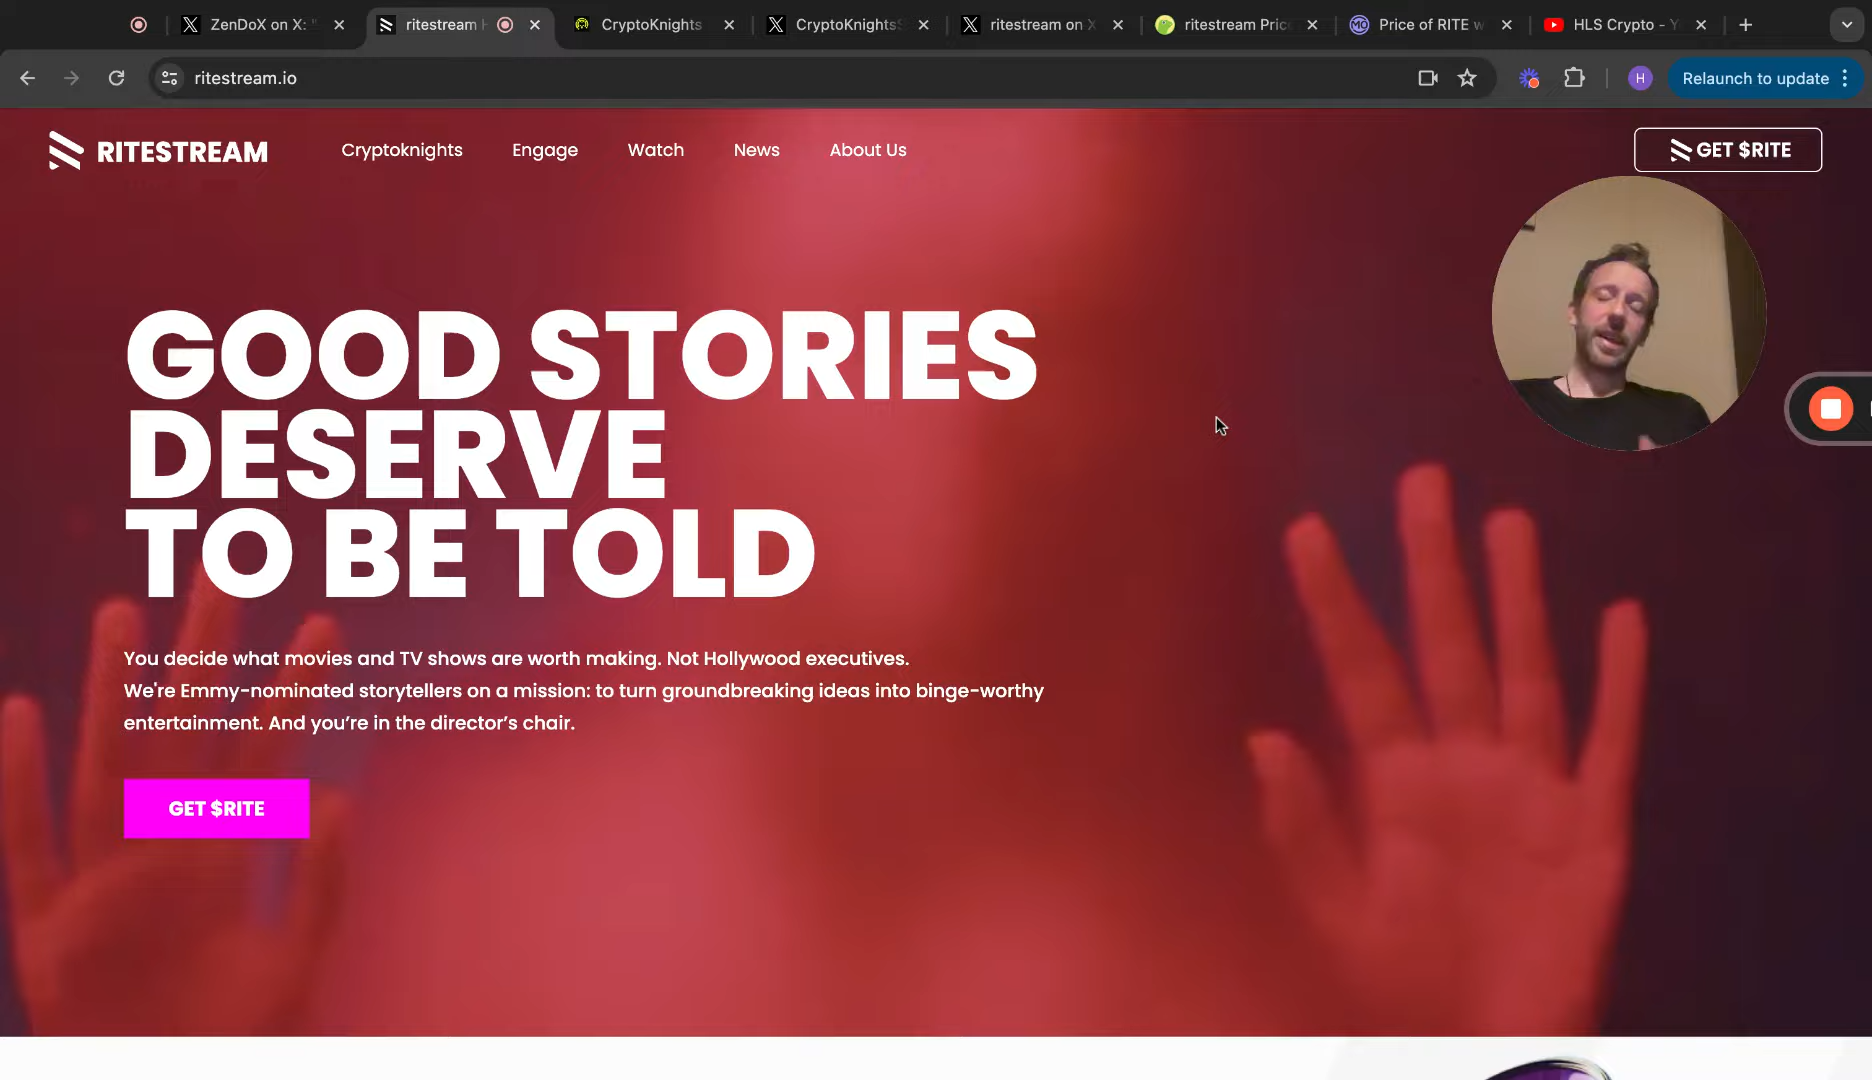 ZenDoX on X: "
ritestream
CryptoKnights
CryptoKnights
ritestream on X
ritestream Pric
Price of RITE w
HLS Crypto - Y
ritestream.io
H
Relaunch to update
RITESTREAM
Cryptoknights
Engage
Watch
News
About Us
GET $RITE
GOOD STORIES
DESERVE
TO BE TOLD
You decide what movies and TV shows are worth making. Not Hollywood executives.
We're Emmy-nominated storytellers on a mission: to turn groundbreaking ideas into binge-worthy
entertainment. And you’re in the director’s chair.
GET $RITE